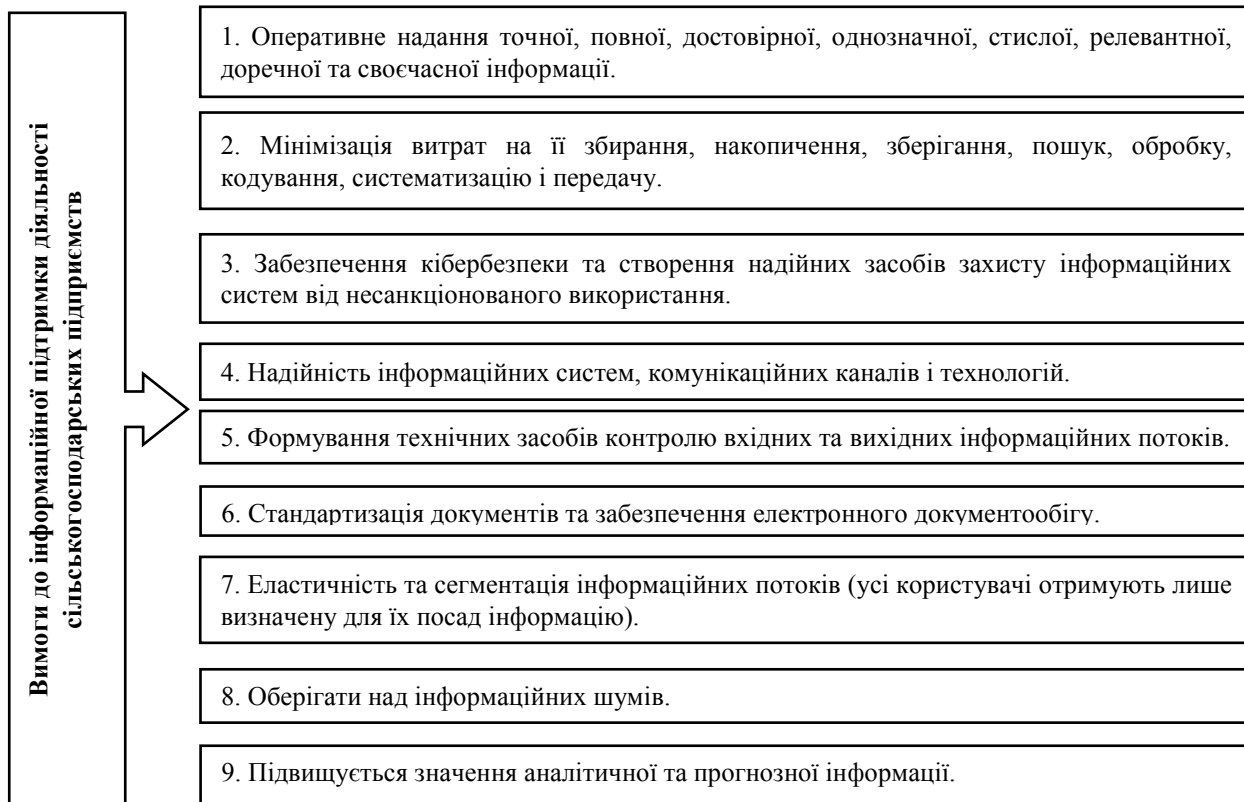 Вимоги до інформаційної підтримки діяльності
сільськогосподарських підприємств
1. Оперативне надання точної, повної, достовірної, однозначної, стислої, релевантної,
доречної та своєчасної інформації.
2. Мінімізація витрат на її збирання, накопичення, зберігання, пошук, обробку,
кодування, систематизацію і передачу.
3. Забезпечення кібербезпеки та створення надійних засобів захисту інформаційних
систем від несанкціонованого використання.
4. Надійність інформаційних систем, комунікаційних каналів і технологій.
5. Формування технічних засобів контролю вхідних та вихідних інформаційних потоків.
6. Стандартизація документів та забезпечення електронного документообігу.
7. Еластичність та сегментація інформаційних потоків (усі користувачі отримують лише
визначену для їх посад інформацію).
8. Оберігати над інформаційних шумів.
9. Підвищується значення аналітичної та прогнозної інформації.